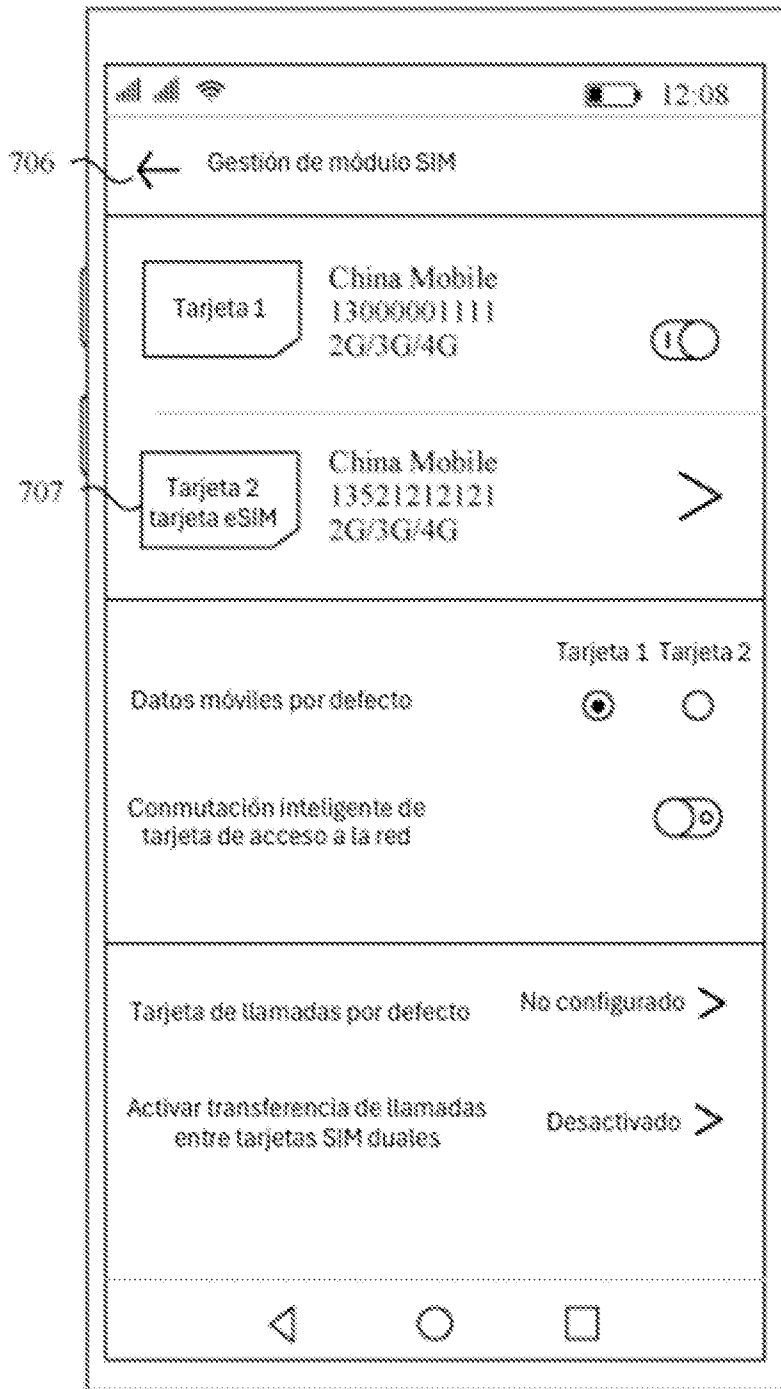 12:08
706
Gestión de módulo SIM
Tarjeta 1
China Mobile
13000001111
2G/3G/4G
707
Tarjeta 2
tarjeta eSIM
China Mobile
13521212121
2G/3G/4G
Tarjeta 1 Tarjeta 2
Datos móviles por defecto
Conmutación inteligente de
tarjeta de acceso a la red
Tarjeta de llamadas por defecto
No configurado
Activar transferencia de llamadas
entre tarjetas SIM duales
Desactivado